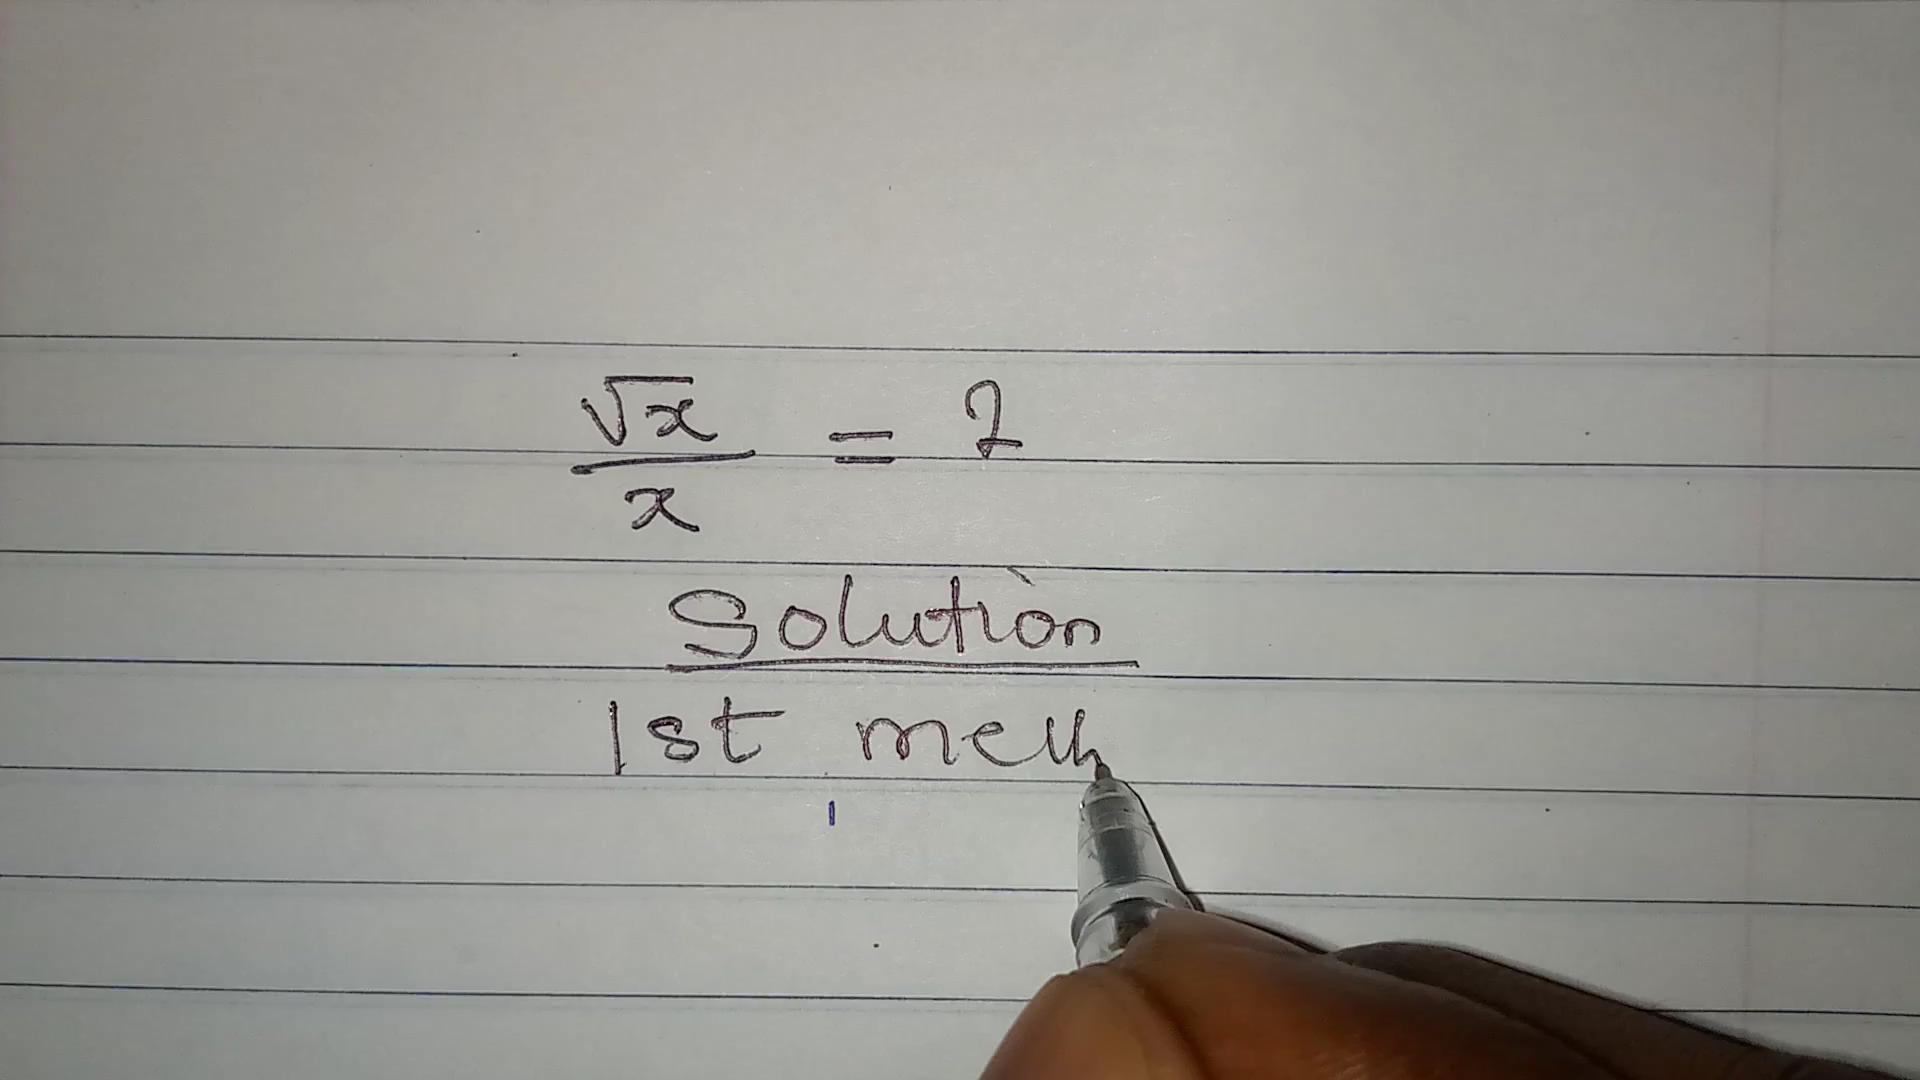 √x/x = 2
Solution
1st meth